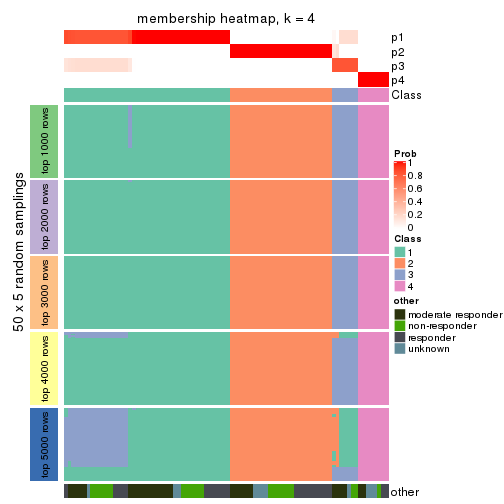 membership heatmap, k = 4
p1
p2
p3
p4
Class
50 x 5 random samplings
top 1000 rows
top 2000 rows
top 3000 rows
top 4000 rows
top 5000 rows
other
Prob
1
0.8
0.6
0.4
0.2
0
Class
1
2
3
4
other
moderate responder
non-responder
responder
unknown